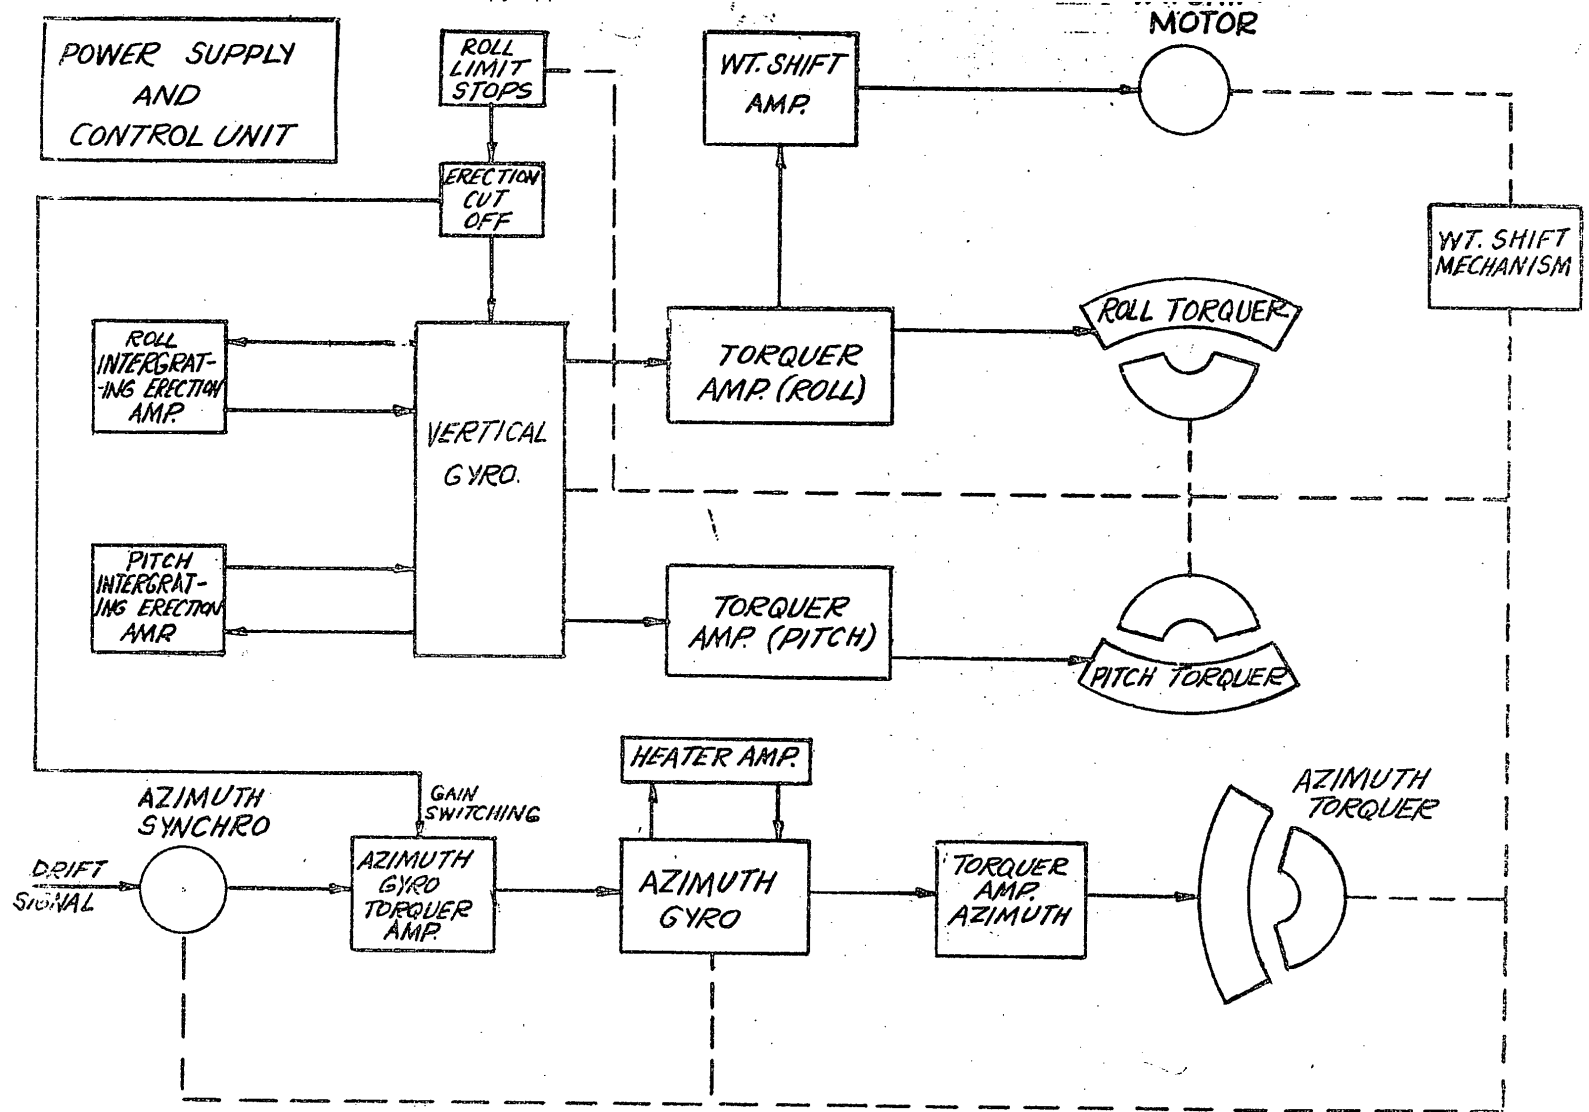 POWER SUPPLY
AND
CONTROL UNIT
ROLL
LIMIT
STOPS
WT. SHIFT
AMP.
MOTOR
ERECTION
CUT
OFF
WT. SHIFT
MECHANISM
ROLL
INTERGRAT-
-ING ERECTION
AMP.
VERTICAL
GYRO.
TORQUER
AMP. (ROLL)
ROLL TORQUER
PITCH
INTERGRAT-
ING ERECTION
AMP.
TORQUER
AMP. (PITCH)
PITCH TORQUER
HEATER AMP.
GAIN
SWITCHING
AZIMUTH
SYNCHRO
AZIMUTH
TORQUER
DRIFT
SIGNAL
AZIMUTH
GYRO
TORQUER
AMP.
AZIMUTH
GYRO
TORQUER
AMP.
AZIMUTH